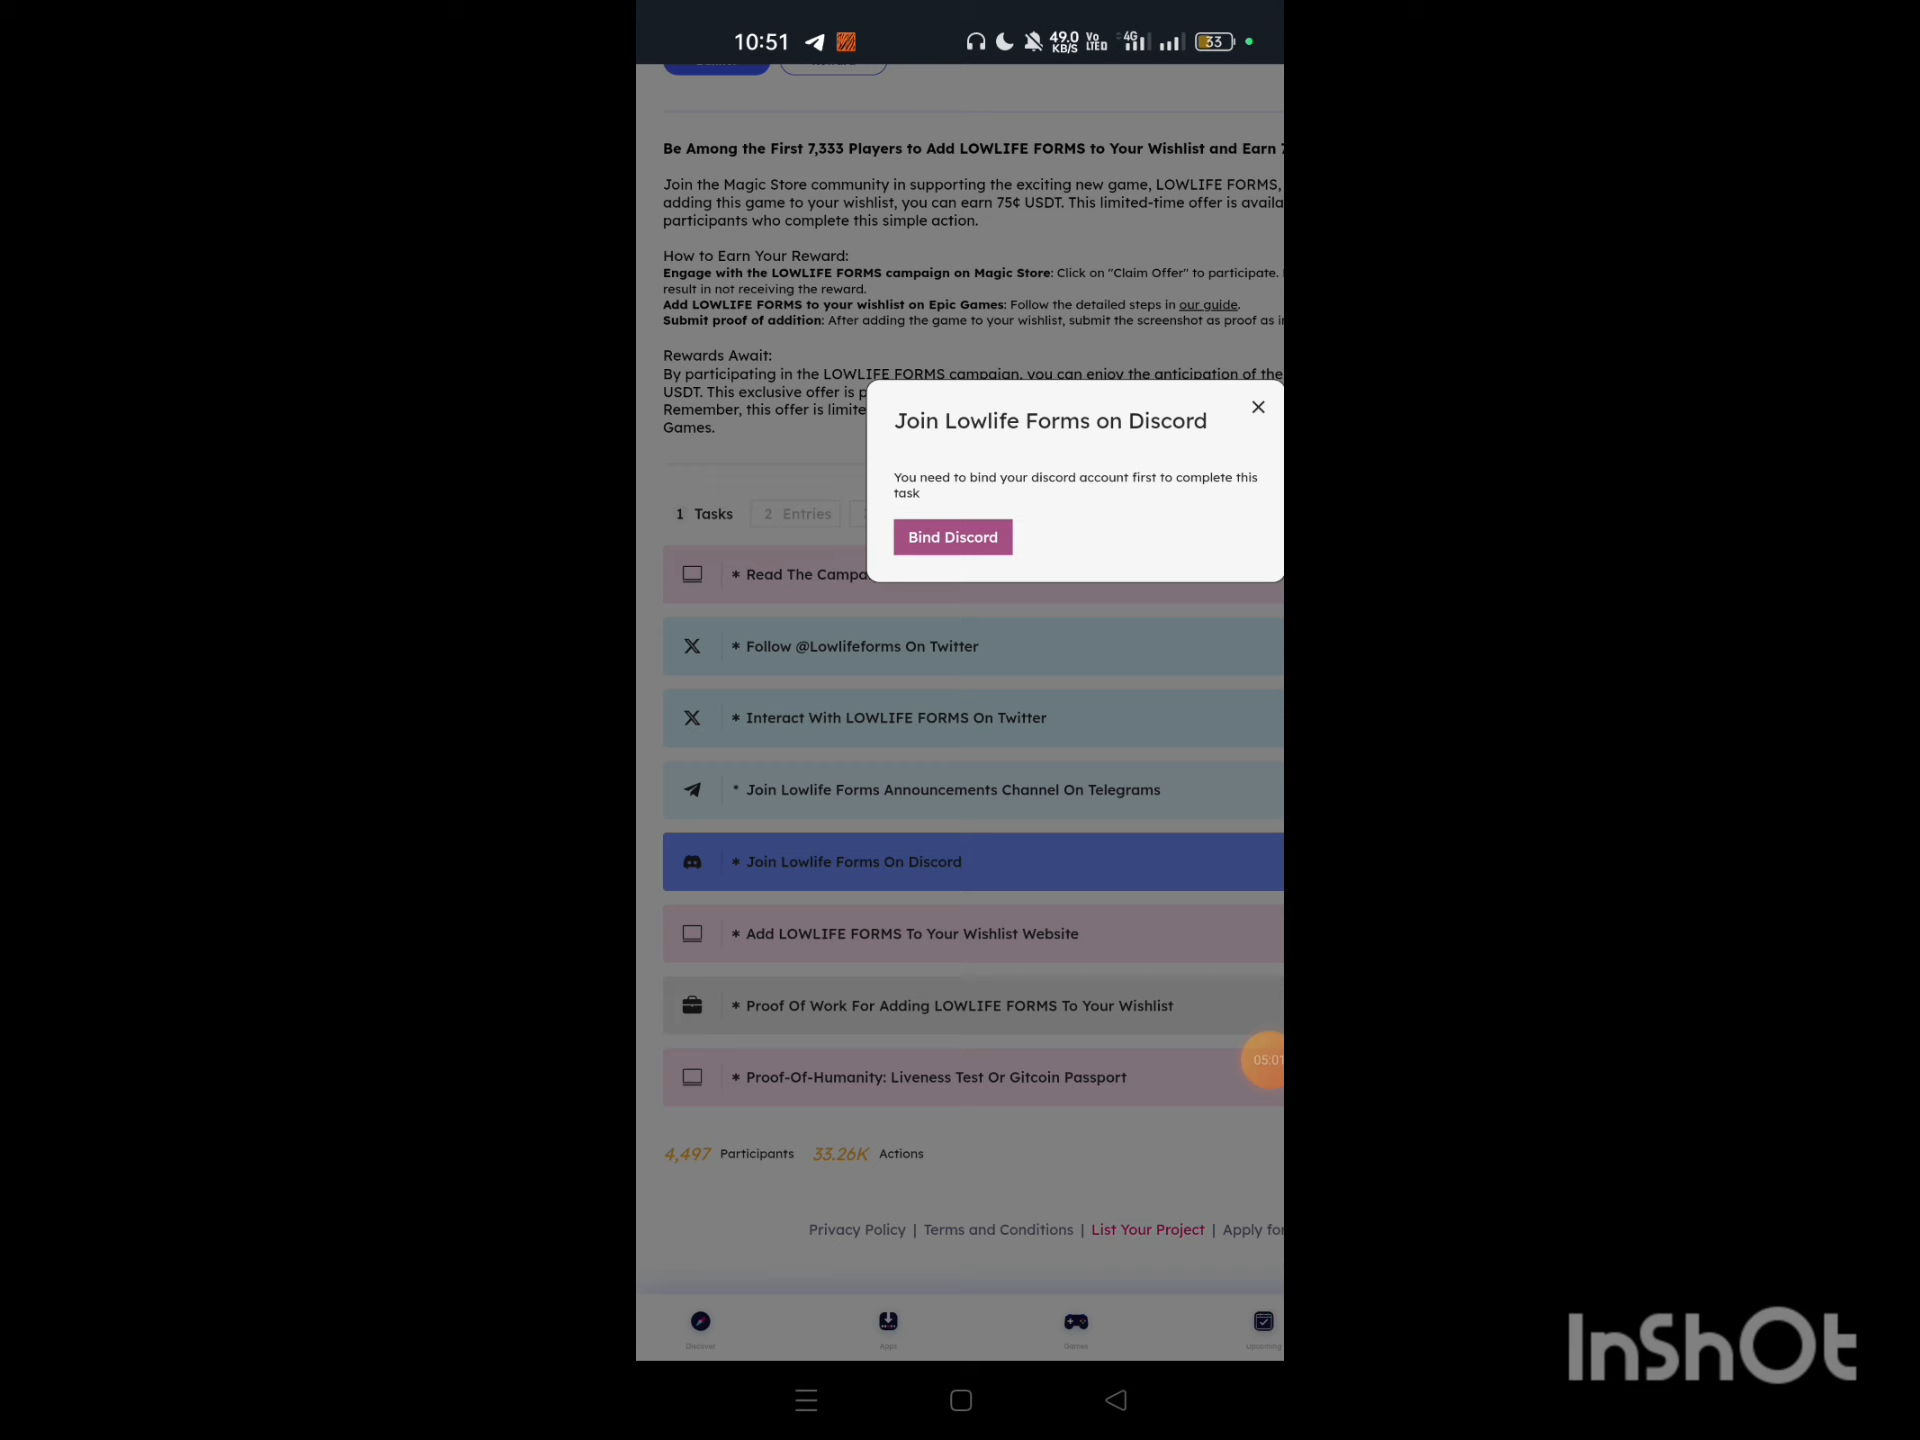 10:51
49.0
KB/S
Vo
LTE
4G
33
Be Among the First 7,333 Players to Add LOWLIFE FORMS to Your Wishlist and Earn 7
Join the Magic Store community in supporting the exciting new game, LOWLIFE FORMS,
adding this game to your wishlist, you can earn 75¢ USDT. This limited-time offer is availa
participants who complete this simple action.
How to Earn Your Reward:
Engage with the LOWLIFE FORMS campaign on Magic Store: Click on "Claim Offer" to participate.
result in not receiving the reward.
Add LOWLIFE FORMS to your wishlist on Epic Games: Follow the detailed steps in our guide.
Submit proof of addition: After adding the game to your wishlist, submit the screenshot as proof as i
Rewards Await:
By participating in the LOWLIFE FORMS campaign, you can enjoy the anticipation of the
USDT. This exclusive offer is p
Remember, this offer is limite
Games.
Join Lowlife Forms on Discord
You need to bind your discord account first to complete this
task
Bind Discord
1 Tasks
2 Entries
* Read The Campa
* Follow @Lowlifeforms On Twitter
* Interact With LOWLIFE FORMS On Twitter
* Join Lowlife Forms Announcements Channel On Telegrams
* Join Lowlife Forms On Discord
* Add LOWLIFE FORMS To Your Wishlist Website
* Proof Of Work For Adding LOWLIFE FORMS To Your Wishlist
05:01
* Proof-Of-Humanity: Liveness Test Or Gitcoin Passport
4,497 Participants 33.26K Actions
Privacy Policy | Terms and Conditions | List Your Project | Apply for
Discover
Apps
Games
Upcoming
InShOt